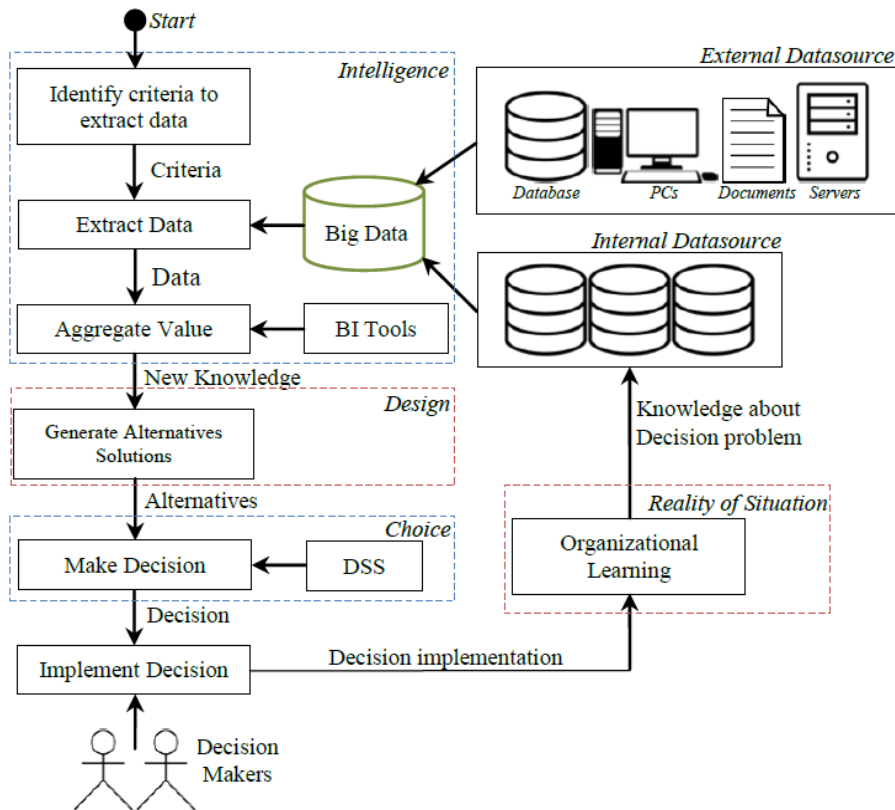 Start
Intelligence
Identify criteria to
extract data
Criteria
Extract Data
Big Data
Data
Aggregate Value
BI Tools
New Knowledge
Design
Generate Alternatives
Solutions
Alternatives
Choice
Make Decision
DSS
Decision
Implement Decision
Decision implementation
Decision
Makers
External Datasource
Database
PCs
Documents
Servers
Internal Datasource
Knowledge about
Decision problem
Reality of Situation
Organizational
Learning